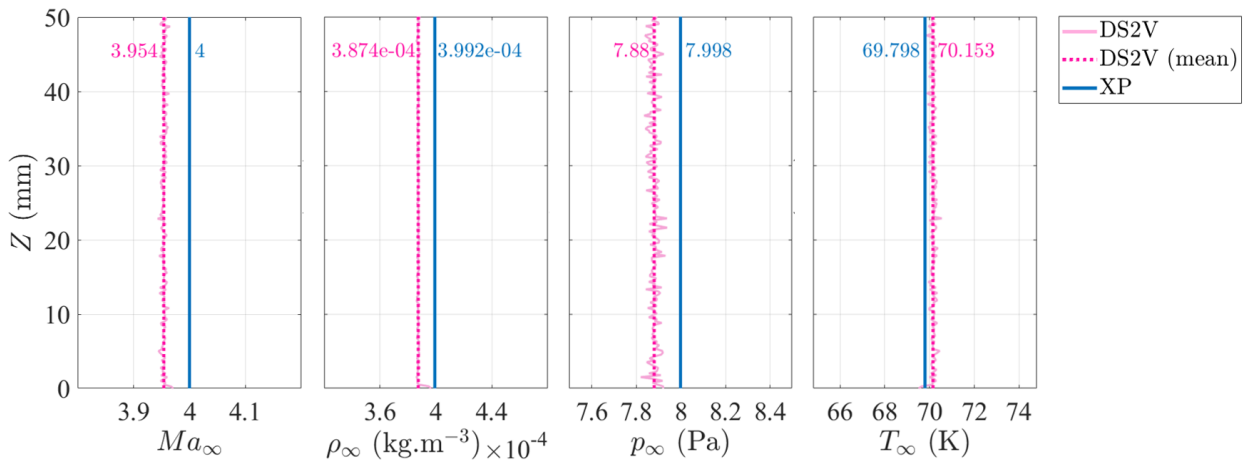 50
40
30
20
10
0
Z (mm)
3.954
4
3.874e-04
3.992e-04
7.88
7.998
69.798
70.153
3.9
4
4.1
3.6
4
4.4
7.6
7.8
8
8.2
8.4
66
68
70
72
74
Ma∞
ρ∞ (kg.m⁻³)
×10⁻⁴
p∞ (Pa)
T∞ (K)
DS2V
DS2V (mean)
XP